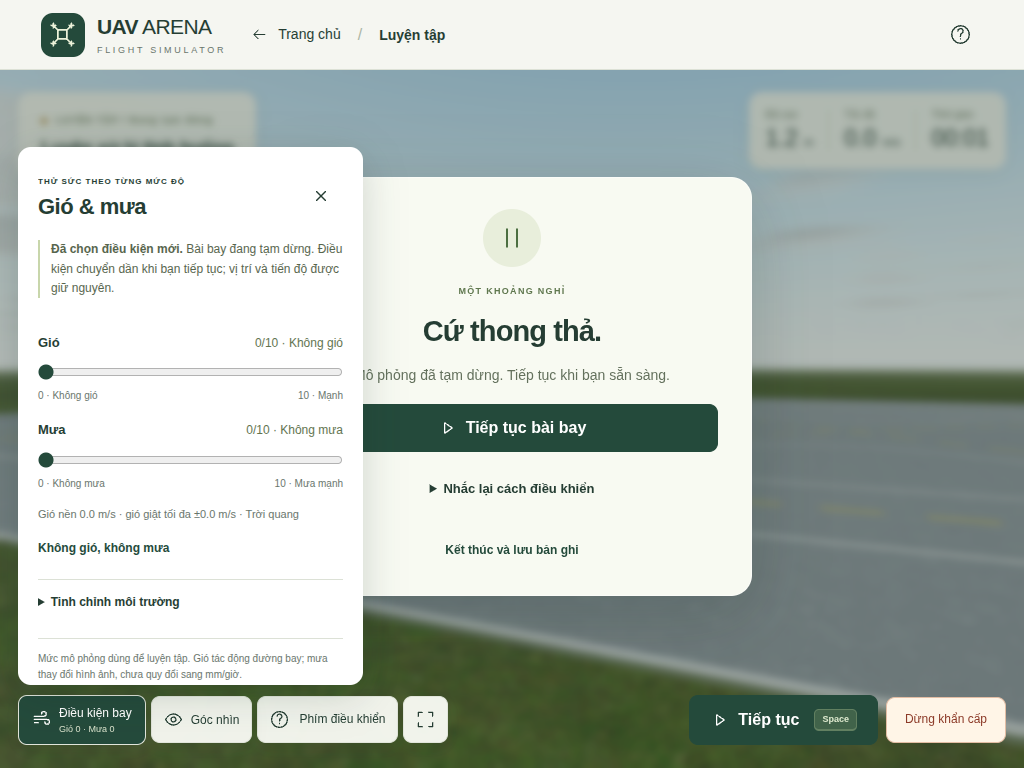 UAV ARENA
FLIGHT SIMULATOR
Trang chủ / Luyện tập
1.2 0.0 00:01
THỬ SỨC THEO TỪNG MỨC ĐỘ
Gió & mưa
Đã chọn điều kiện mới. Bài bay đang tạm dừng. Điều
kiện chuyển dần khi bạn tiếp tục; vị trí và tiến độ được
giữ nguyên.
Gió 0/10 · Không gió
0 · Không gió 10 · Mạnh
Mưa 0/10 · Không mưa
0 · Không mưa 10 · Mưa mạnh
Gió nền 0.0 m/s · gió giật tối đa ±0.0 m/s · Trời quang
Không gió, không mưa
Tinh chỉnh môi trường
Mức mô phỏng dùng để luyện tập. Gió tác động đường bay; mưa
thay đổi hình ảnh, chưa quy đổi sang mm/giờ.
MỘT KHOẢNG NGHỈ
Cứ thong thả.
phỏng đã tạm dừng. Tiếp tục khi bạn sẵn sàng.
Tiếp tục bài bay
Nhắc lại cách điều khiển
Kết thúc và lưu bản ghi
Điều kiện bay
Gió 0 · Mưa 0
Góc nhìn
Phím điều khiển
Tiếp tục Space
Dừng khẩn cấp